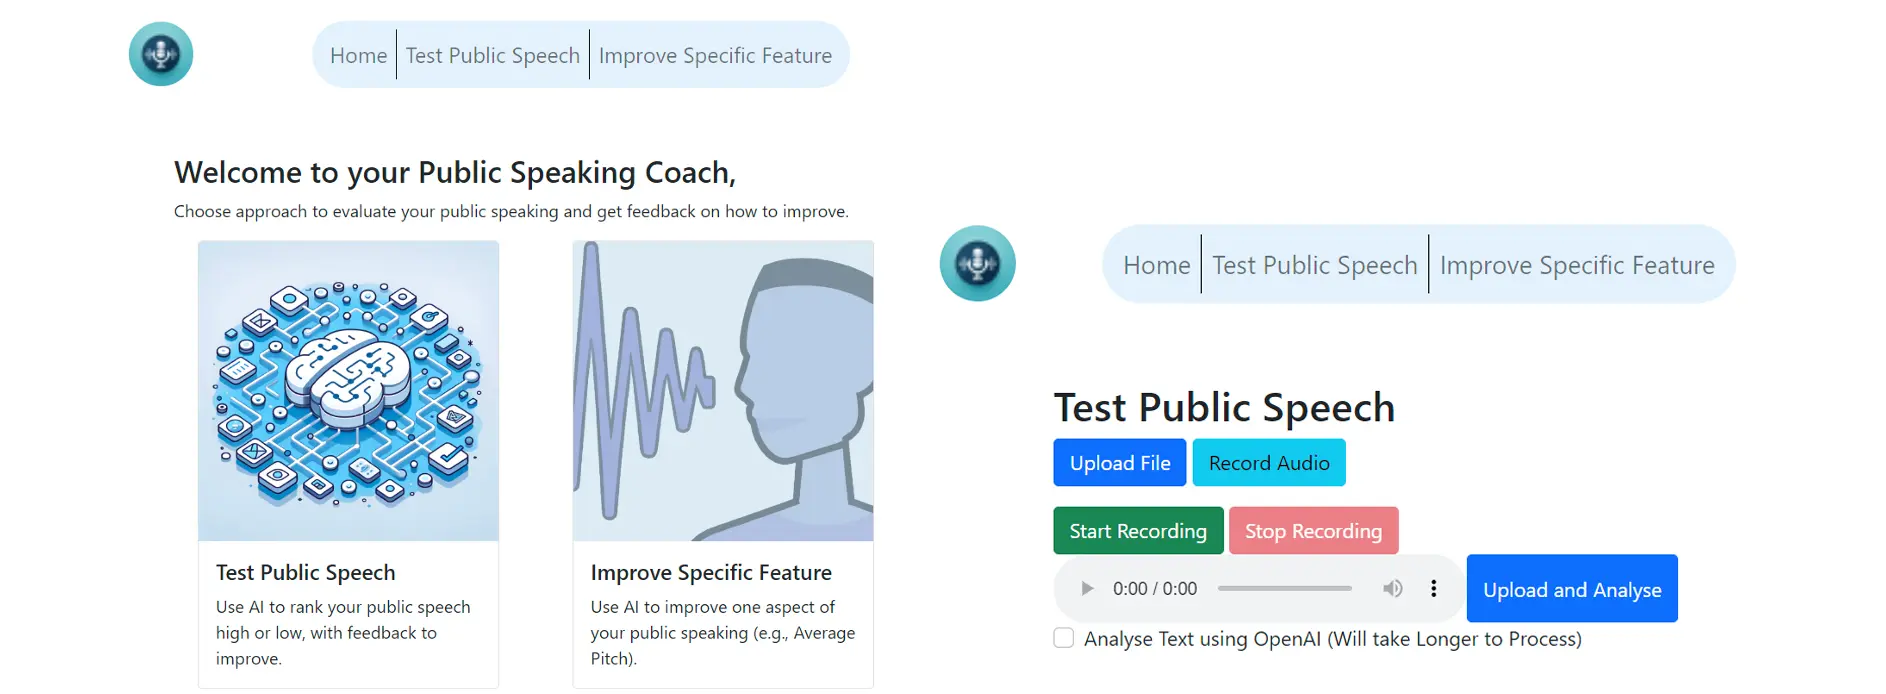 Home
Test Public Speech
Improve Specific Feature
Welcome to your Public Speaking Coach,
Choose approach to evaluate your public speaking and get feedback on how to improve.
Test Public Speech
Use AI to rank your public speech
high or low, with feedback to
improve.
Improve Specific Feature
Use AI to improve one aspect of
your public speaking (e.g., Average
Pitch).
Home
Test Public Speech
Improve Specific Feature
Test Public Speech
Upload File
Record Audio
Start Recording
Stop Recording
0:00 / 0:00
Upload and Analyse
Analyse Text using OpenAI (Will take Longer to Process)